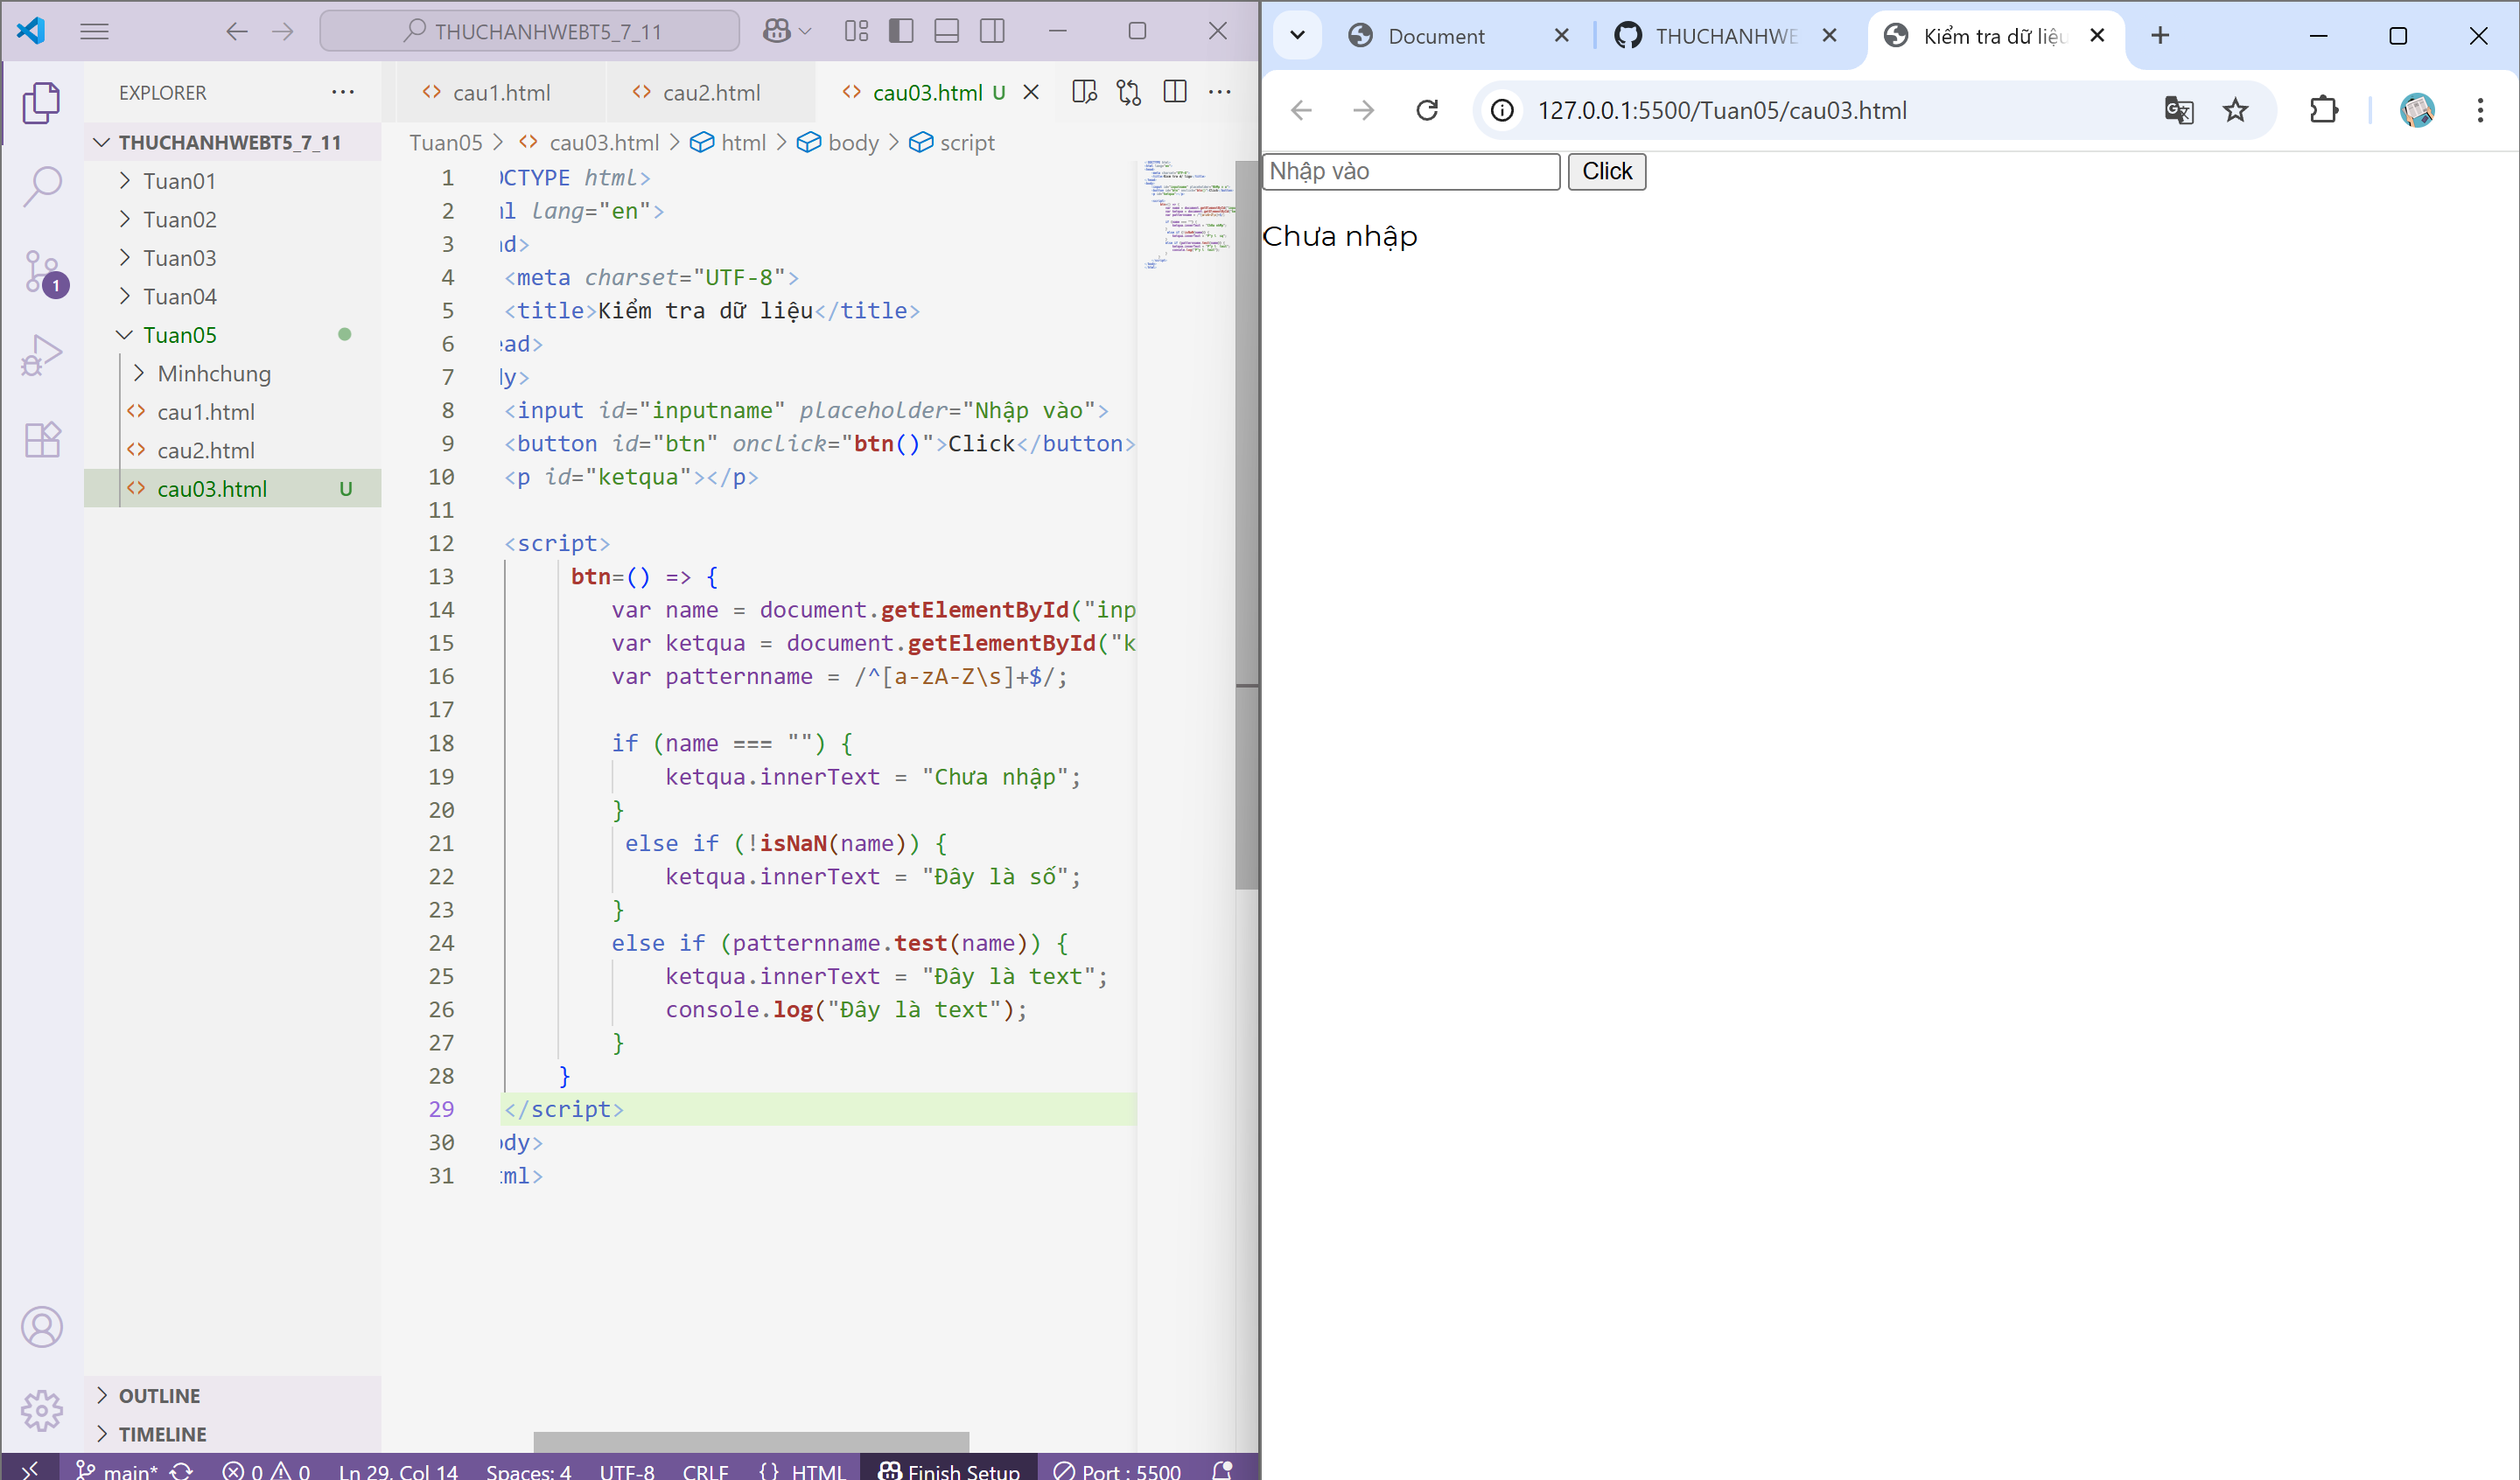 THUCHANHWEBT5_7_11
EXPLORER
THUCHANHWEBT5_7_11
Tuan01
Tuan02
Tuan03
Tuan04
Tuan05
Minhchung
cau1.html
cau2.html
cau03.html U
OUTLINE
TIMELINE
1
cau1.html
cau2.html
cau03.html U
Tuan05 > cau03.html > html > body > script
1 OCTYPE html>
2 ml lang="en">
3 ad>
4 <meta charset="UTF-8">
5 <title>Kiểm tra dữ liệu</title>
6 ead>
7 dy>
8 <input id="inputname" placeholder="Nhập vào">
9 <button id="btn" onclick="btn()">Click</button>
10 <p id="ketqua"></p>
11
12 <script>
13 btn=() => {
14 var name = document.getElementById("inp
15 var ketqua = document.getElementById("k
16 var patternname = /^[a-zA-Z\s]+$/;
17
18 if (name === "") {
19 ketqua.innerText = "Chưa nhập";
20 }
21 else if (!isNaN(name)) {
22 ketqua.innerText = "Đây là số";
23 }
24 else if (patternname.test(name)) {
25 ketqua.innerText = "Đây là text";
26 console.log("Đây là text");
27 }
28 }
29 </script>
30 ody>
31 tml>
main* 0 0 Ln 29, Col 14 Spaces: 4 UTF-8 CRLF {} HTML Finish Setup Port : 5500
Document
THUCHANHWE
Kiểm tra dữ liệu
127.0.0.1:5500/Tuan05/cau03.html
Nhập vào
Click
Chưa nhập